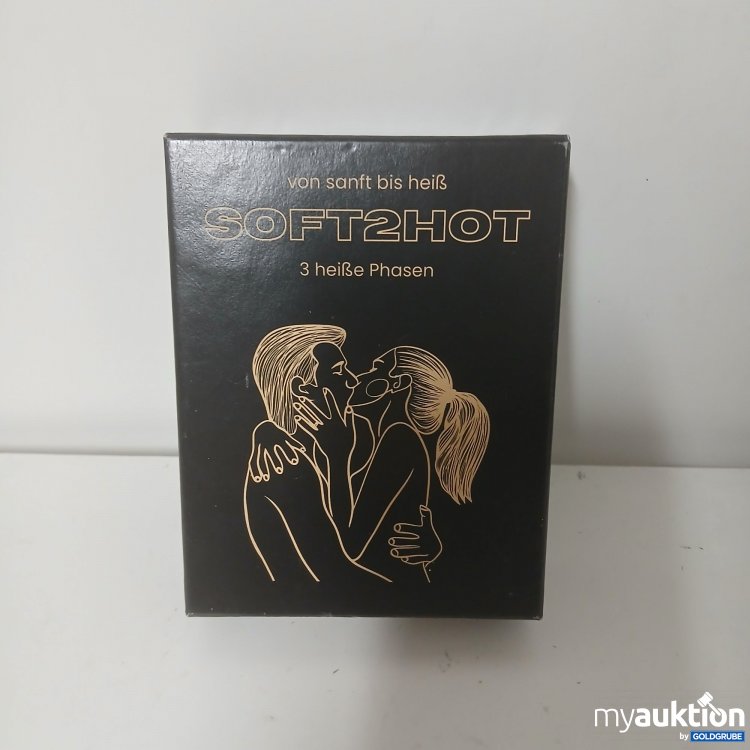 von sanft bis heiß
SOFT2HOT
3 heiße Phasen
myauktion
by GOLDGRUBE